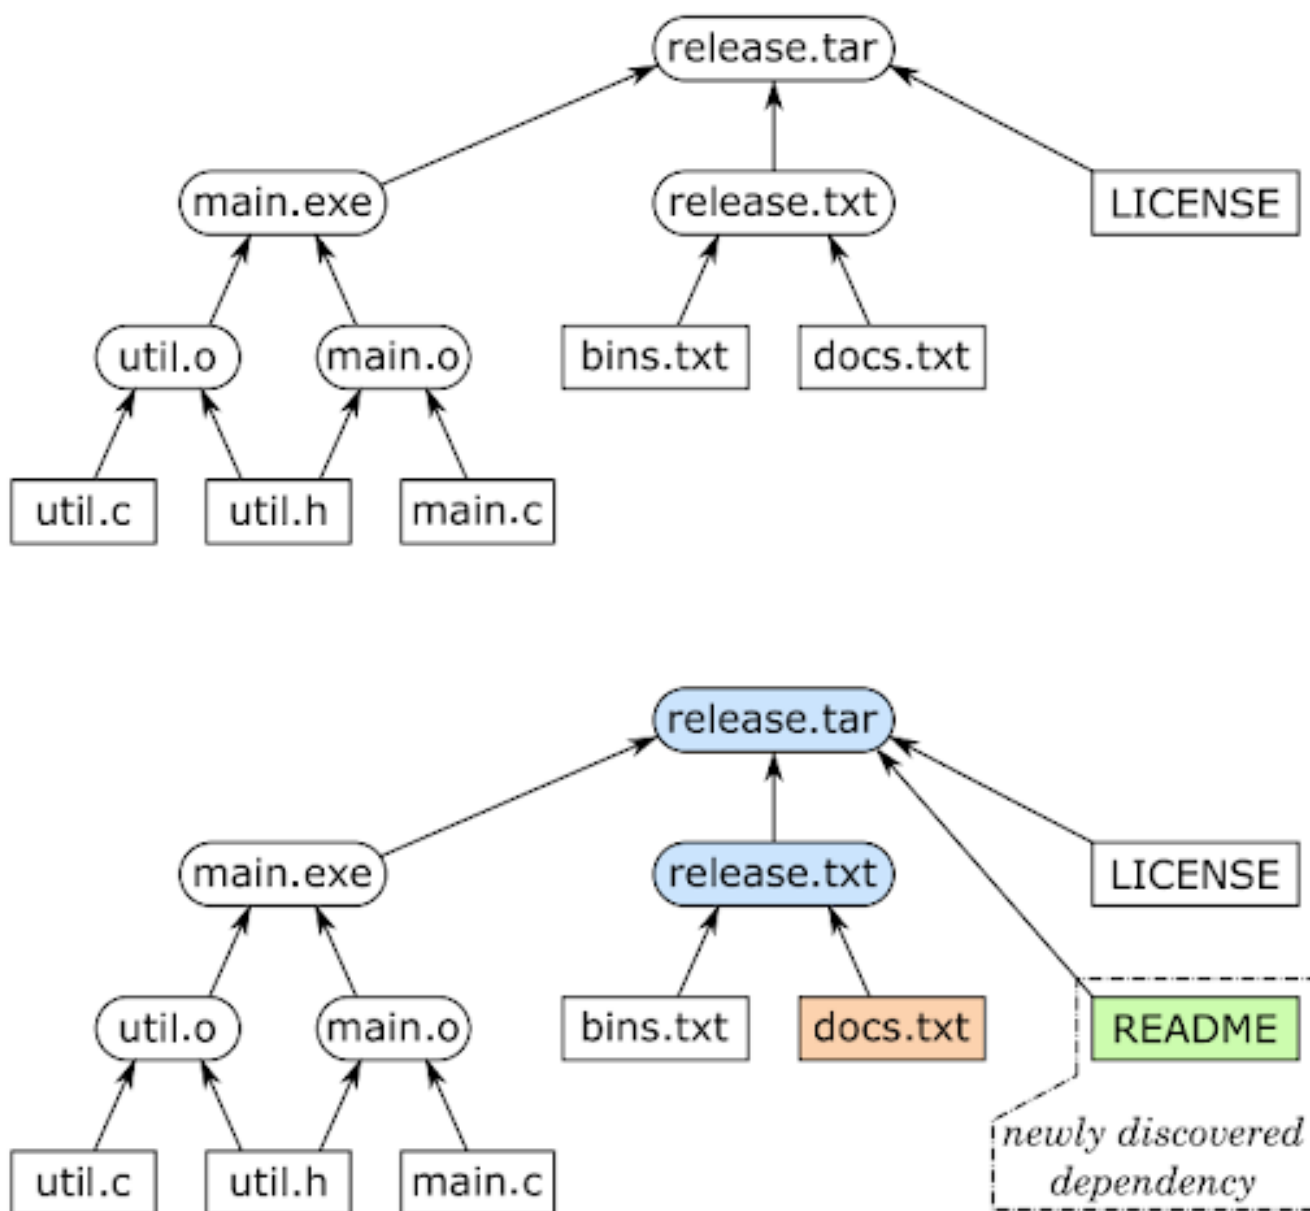 release.tar
main.exe
release.txt
LICENSE
util.o
main.o
bins.txt
docs.txt
util.c
util.h
main.c
release.tar
main.exe
release.txt
LICENSE
util.o
main.o
bins.txt
docs.txt
README
newly discovered
dependency
util.c
util.h
main.c